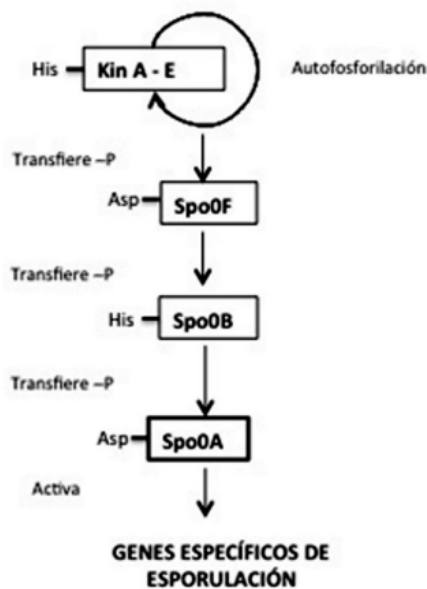 His Kin A - E Autofosforilación
Transfiere –P
Asp Spo0F
Transfiere –P
His Spo0B
Transfiere –P
Asp Spo0A
Activa
GENES ESPECÍFICOS DE
ESPORULACIÓN